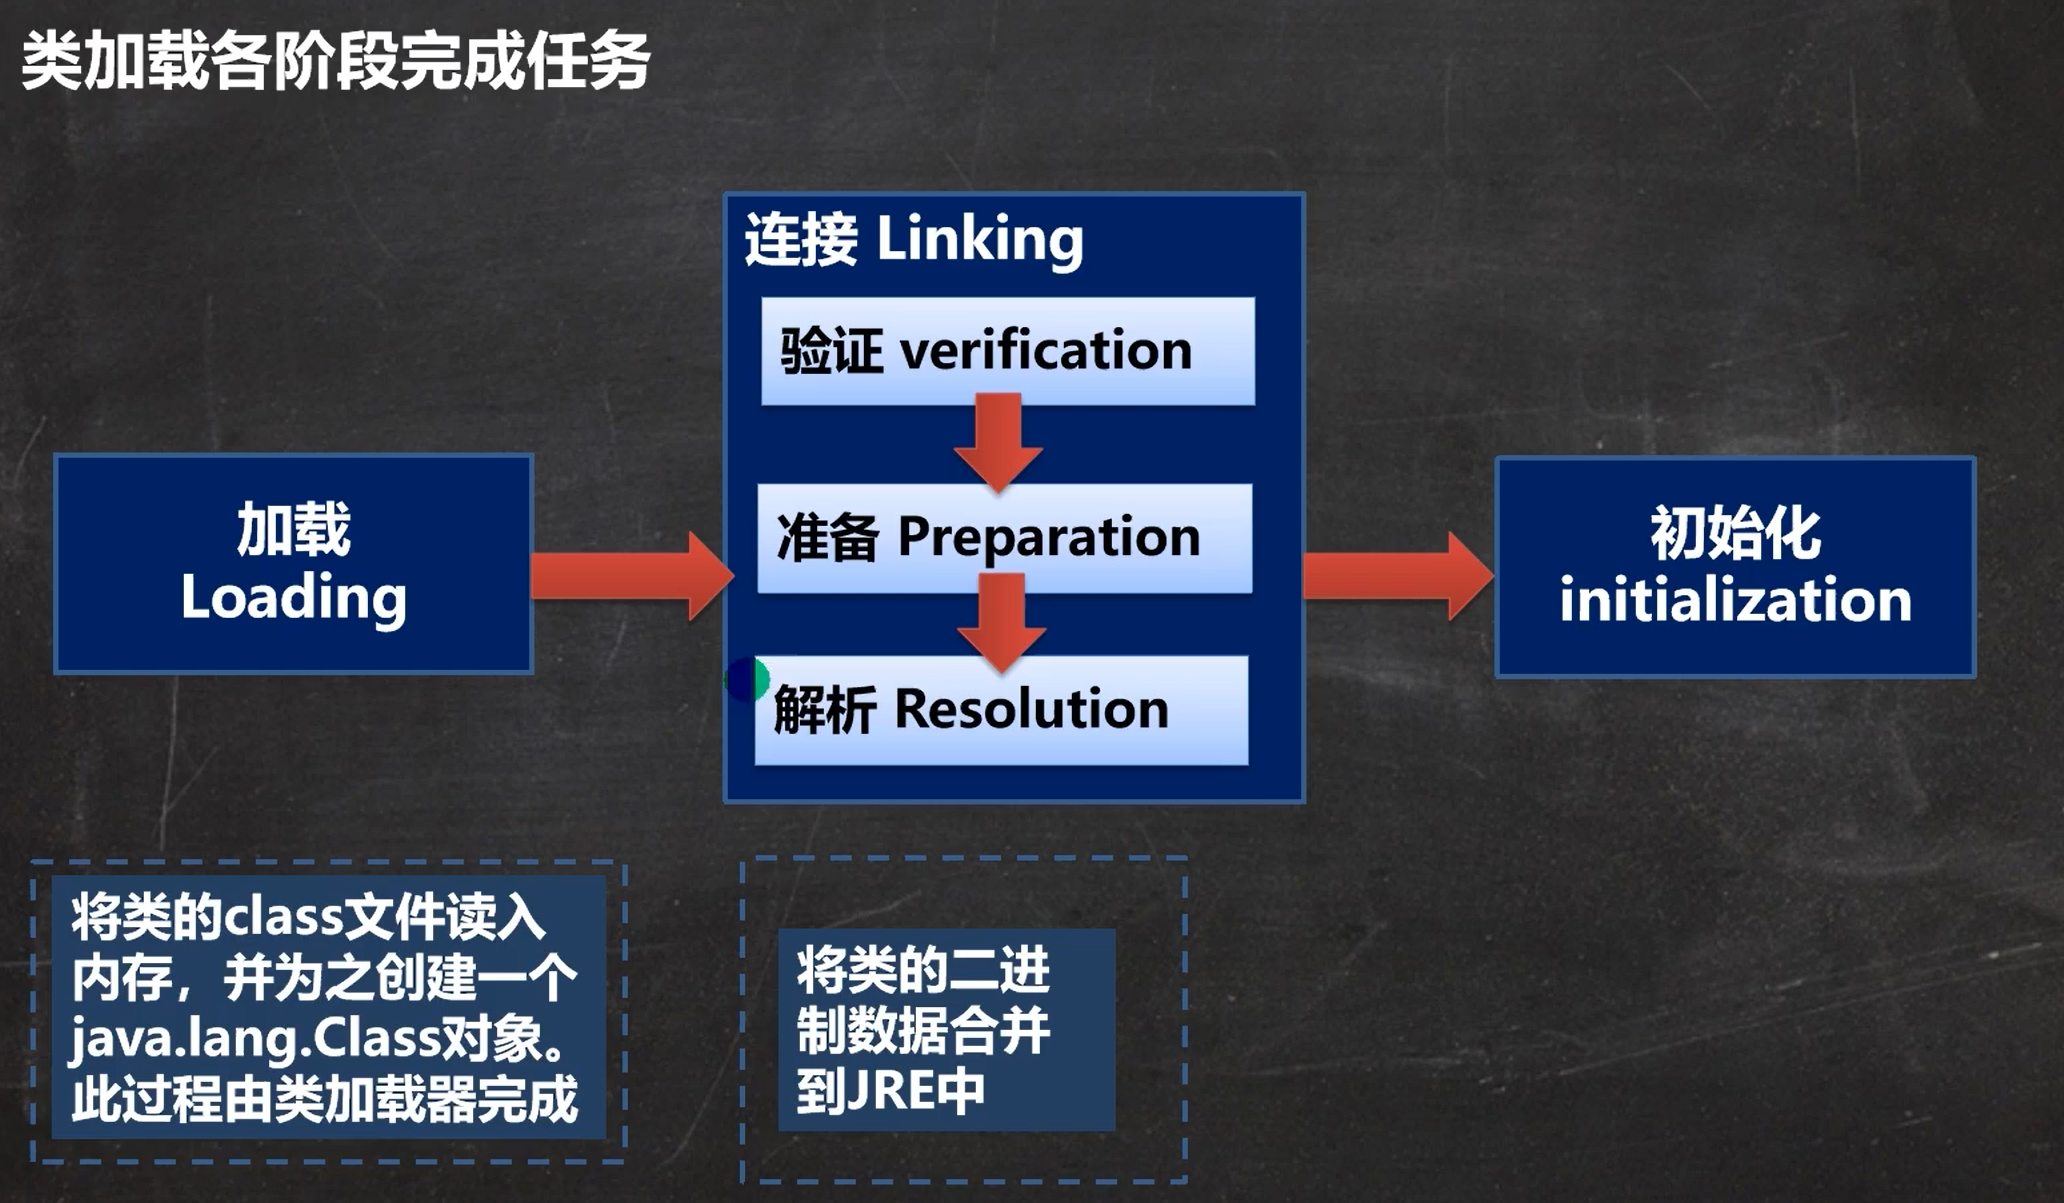 类加载各阶段完成任务
连接 Linking
验证 verification
准备 Preparation
解析 Resolution
加载
Loading
初始化
initialization
将类的class文件读入
内存，并为之创建一个
java.lang.Class对象。
此过程由类加载器完成
将类的二进
制数据合并
到JRE中